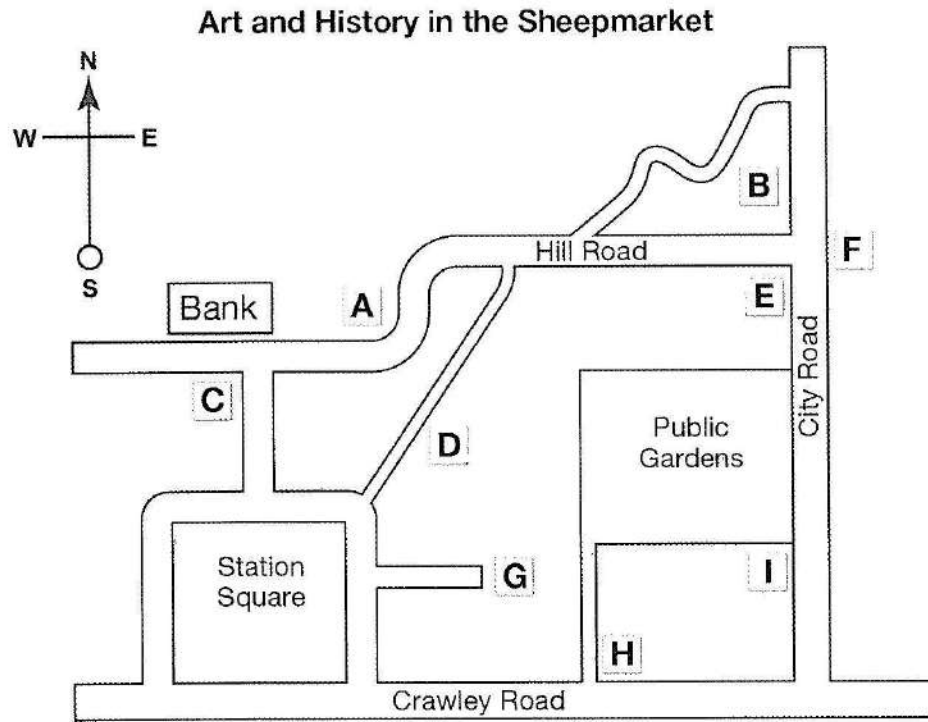 Art and History in the Sheepmarket
N
W
E
S
B
Hill Road
F
A
E
Bank
C
City Road
D
Public
Gardens
Station
Square
G
I
H
Crawley Road